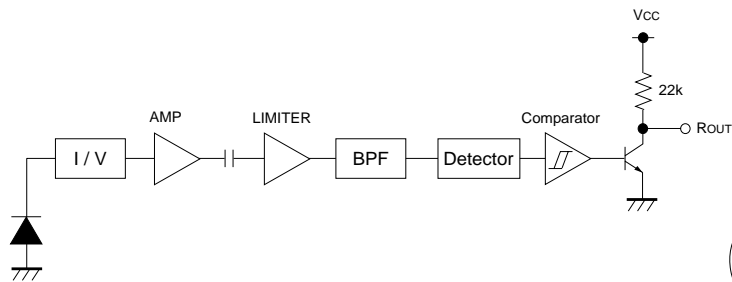 Vcc
22k
ROUT
AMP
LIMITER
Comparator
I / V
BPF
Detector